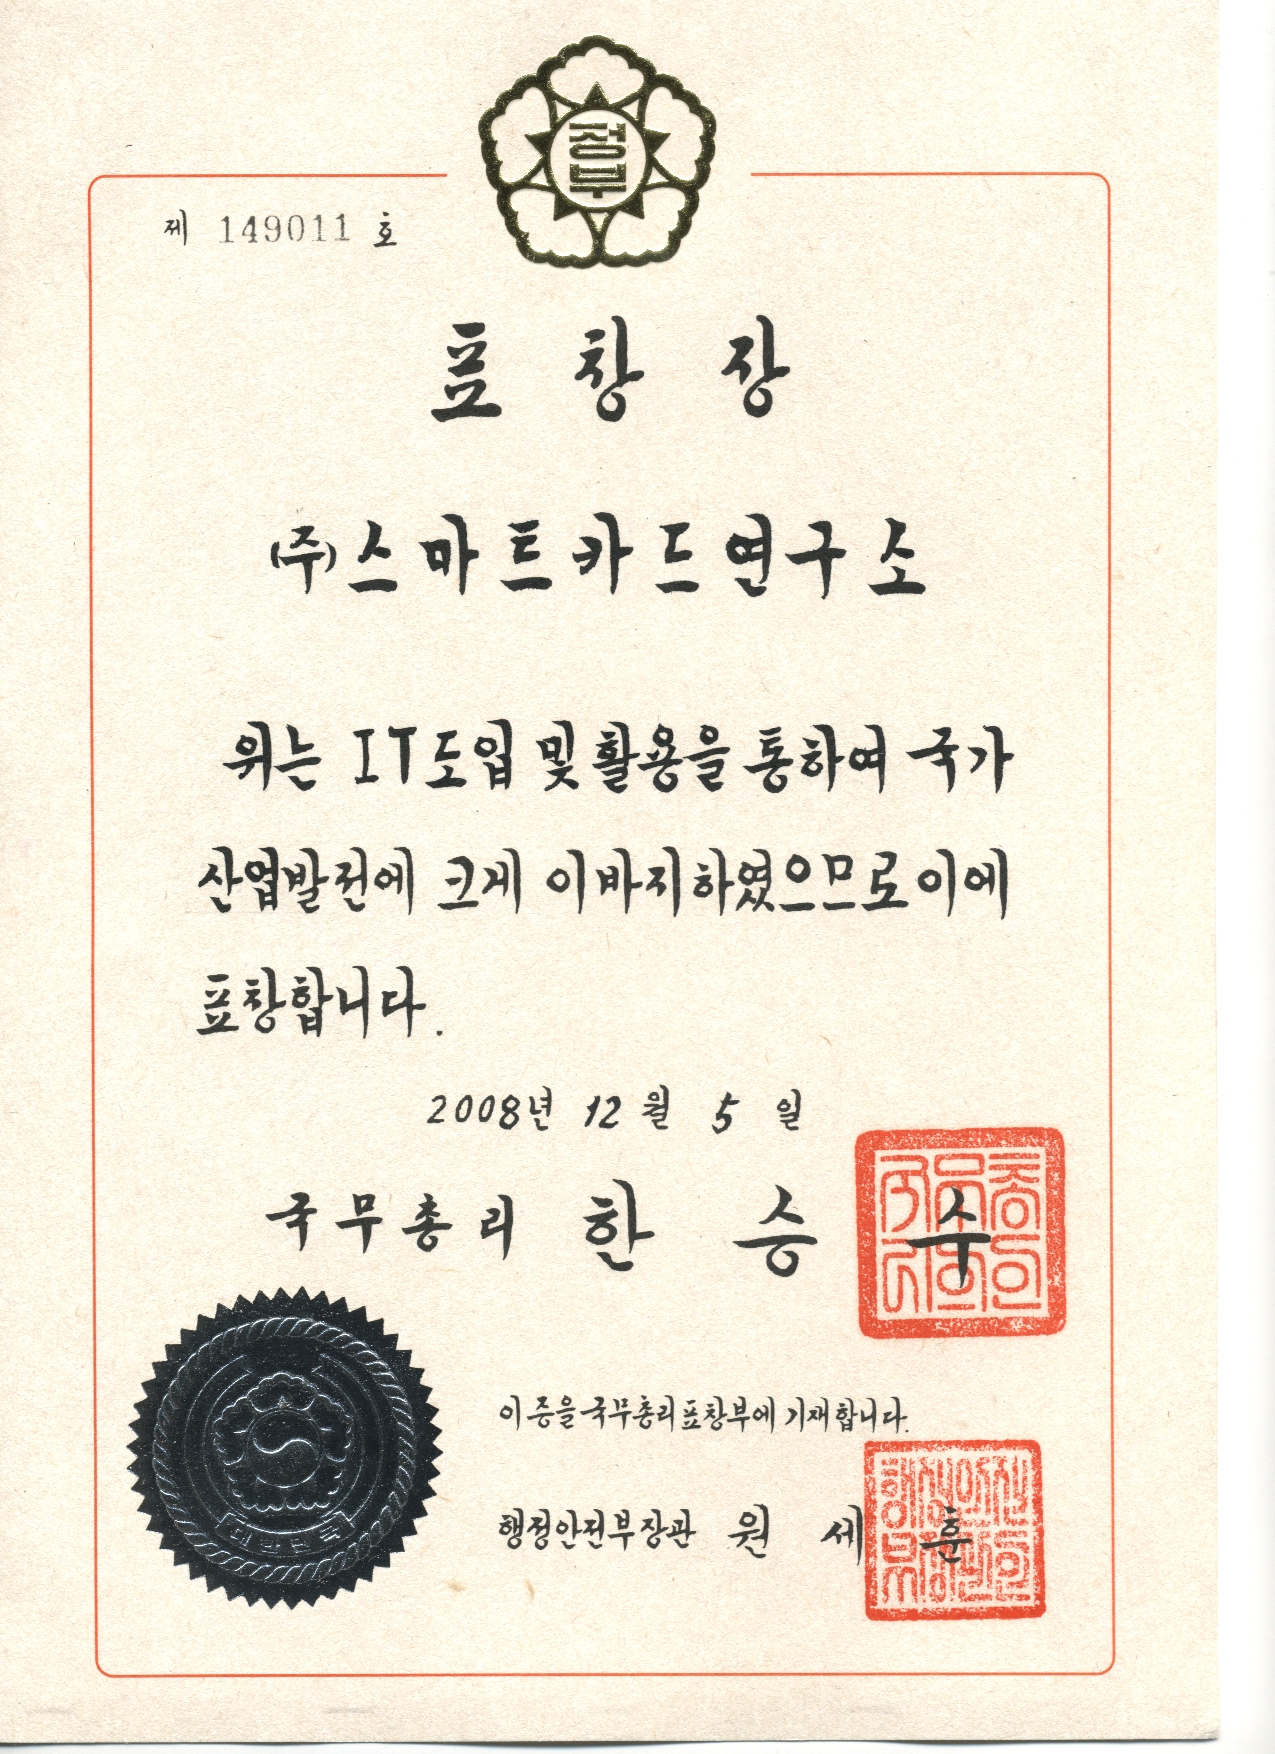 정부
제 149011 호
표 창 장
(주)스마트카드연구소
위는 IT도입 및 활용을 통하여 국가
산업발전에 크게 이바지하였으므로 이에
표창합니다.
2008년 12월 5일
국무총리 한 승 수
이 증을 국무총리표창부에 기재합니다.
행정안전부장관 원 세 훈
대한민국